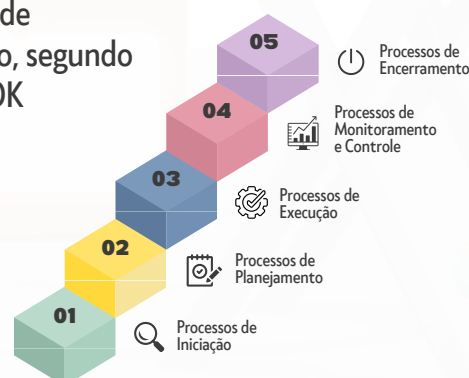 de
o, segundo
OK
05
Processos de
Encerramento
04
Processos de
Monitoramento
e Controle
03
Processos de
Execução
02
Processos de
Planejamento
01
Processos de
Iniciação